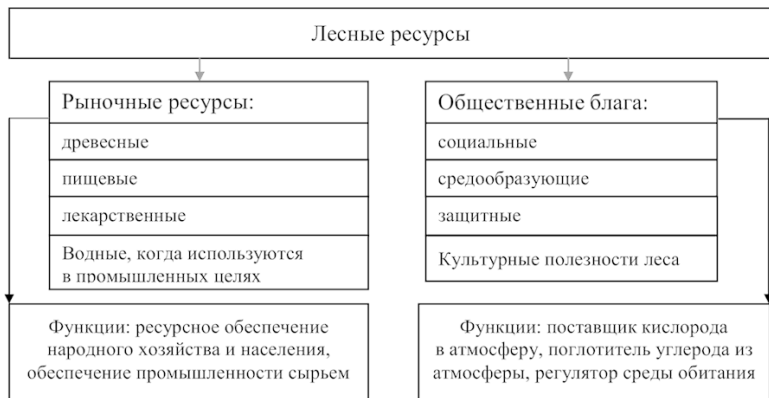 Лесные ресурсы
Рыночные ресурсы:
древесные
пищевые
лекарственные
Водные, когда используются
в промышленных целях
Функции: ресурсное обеспечение
народного хозяйства и населения,
обеспечение промышленности сырьем
Общественные блага:
социальные
средообразующие
защитные
Культурные полезности леса
Функции: поставщик кислорода
в атмосферу, поглотитель углерода из
атмосферы, регулятор среды обитания